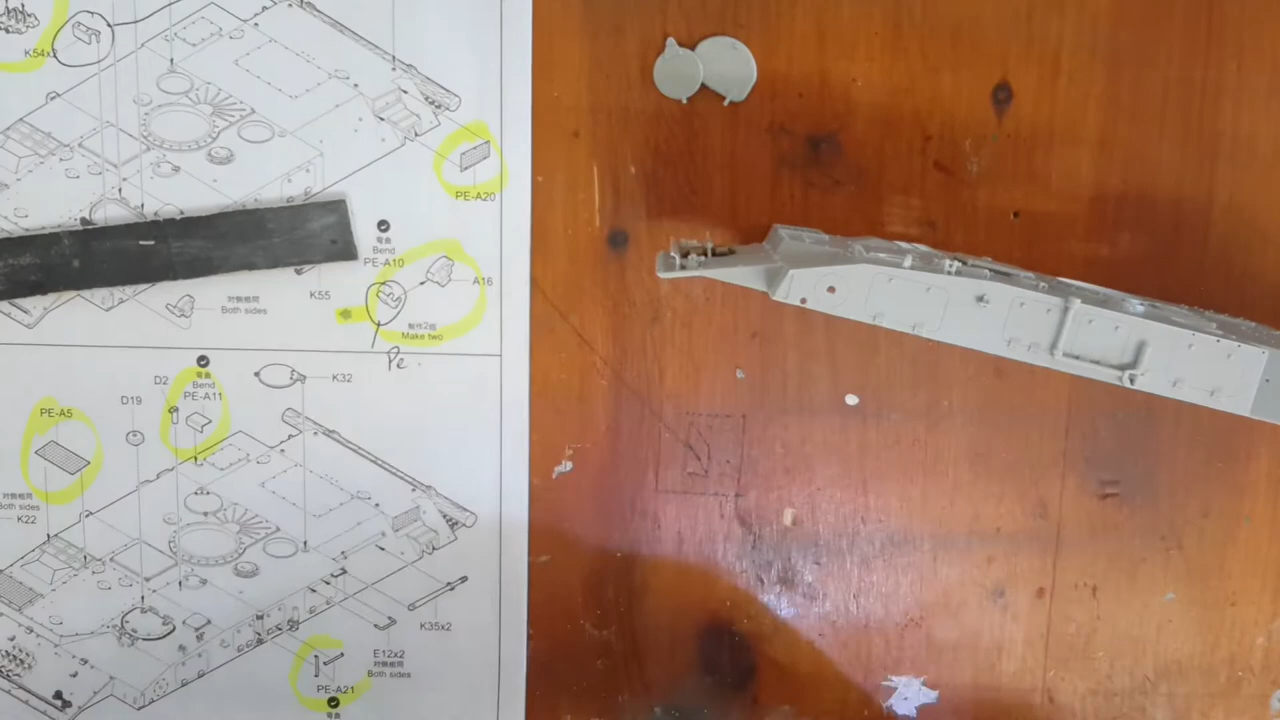 K54x2
PE-A20
弯曲
Bend
PE-A10
A16
K55
对侧相同
Both sides
制作2组
Make two
Pe.
弯曲
Bend
PE-A11
K32
D2
D19
PE-A5
对侧相同
Both sides
K22
K35x2
E12x2
对侧相同
Both sides
PE-A21
弯曲